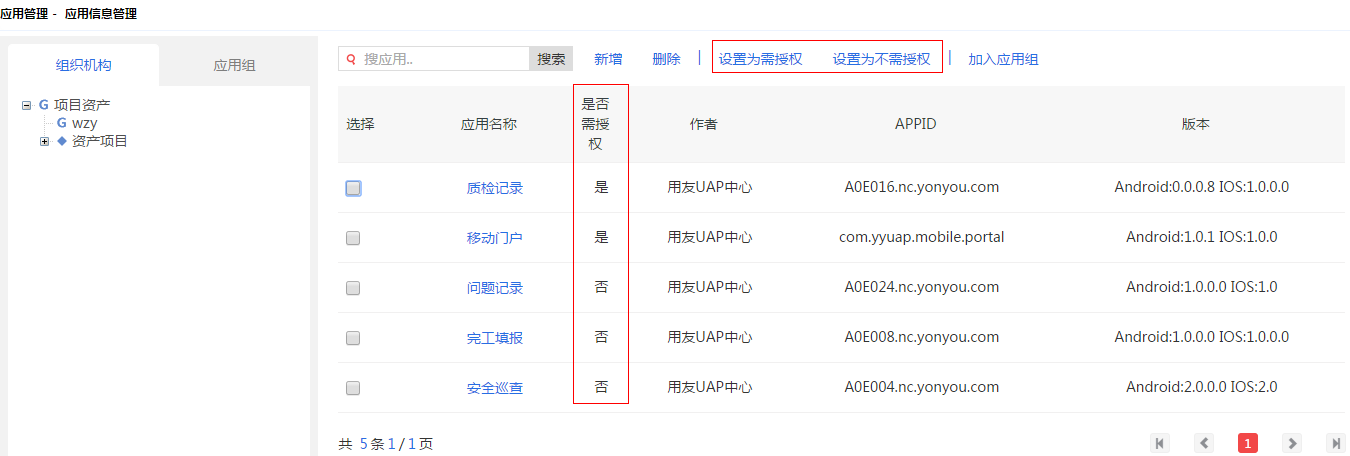 应用管理 - 应用信息管理
组织机构 应用组
搜应用.. 搜索 新增 删除 | 设置为需授权 设置为不需授权 | 加入应用组
G 项目资产
G wzy
资产项目
选择 应用名称 是否需授权 作者 APPID 版本
质检记录 是 用友UAP中心 A0E016.nc.yonyou.com Android:0.0.0.8 IOS:1.0.0.0
移动门户 是 用友UAP中心 com.yyuap.mobile.portal Android:1.0.1 IOS:1.0.0
问题记录 否 用友UAP中心 A0E024.nc.yonyou.com Android:1.0.0.0 IOS:1.0
完工填报 否 用友UAP中心 A0E008.nc.yonyou.com Android:1.0.0.0 IOS:1.0.0.0
安全巡查 否 用友UAP中心 A0E004.nc.yonyou.com Android:2.0.0.0 IOS:2.0
共 5 条 1 / 1 页 1